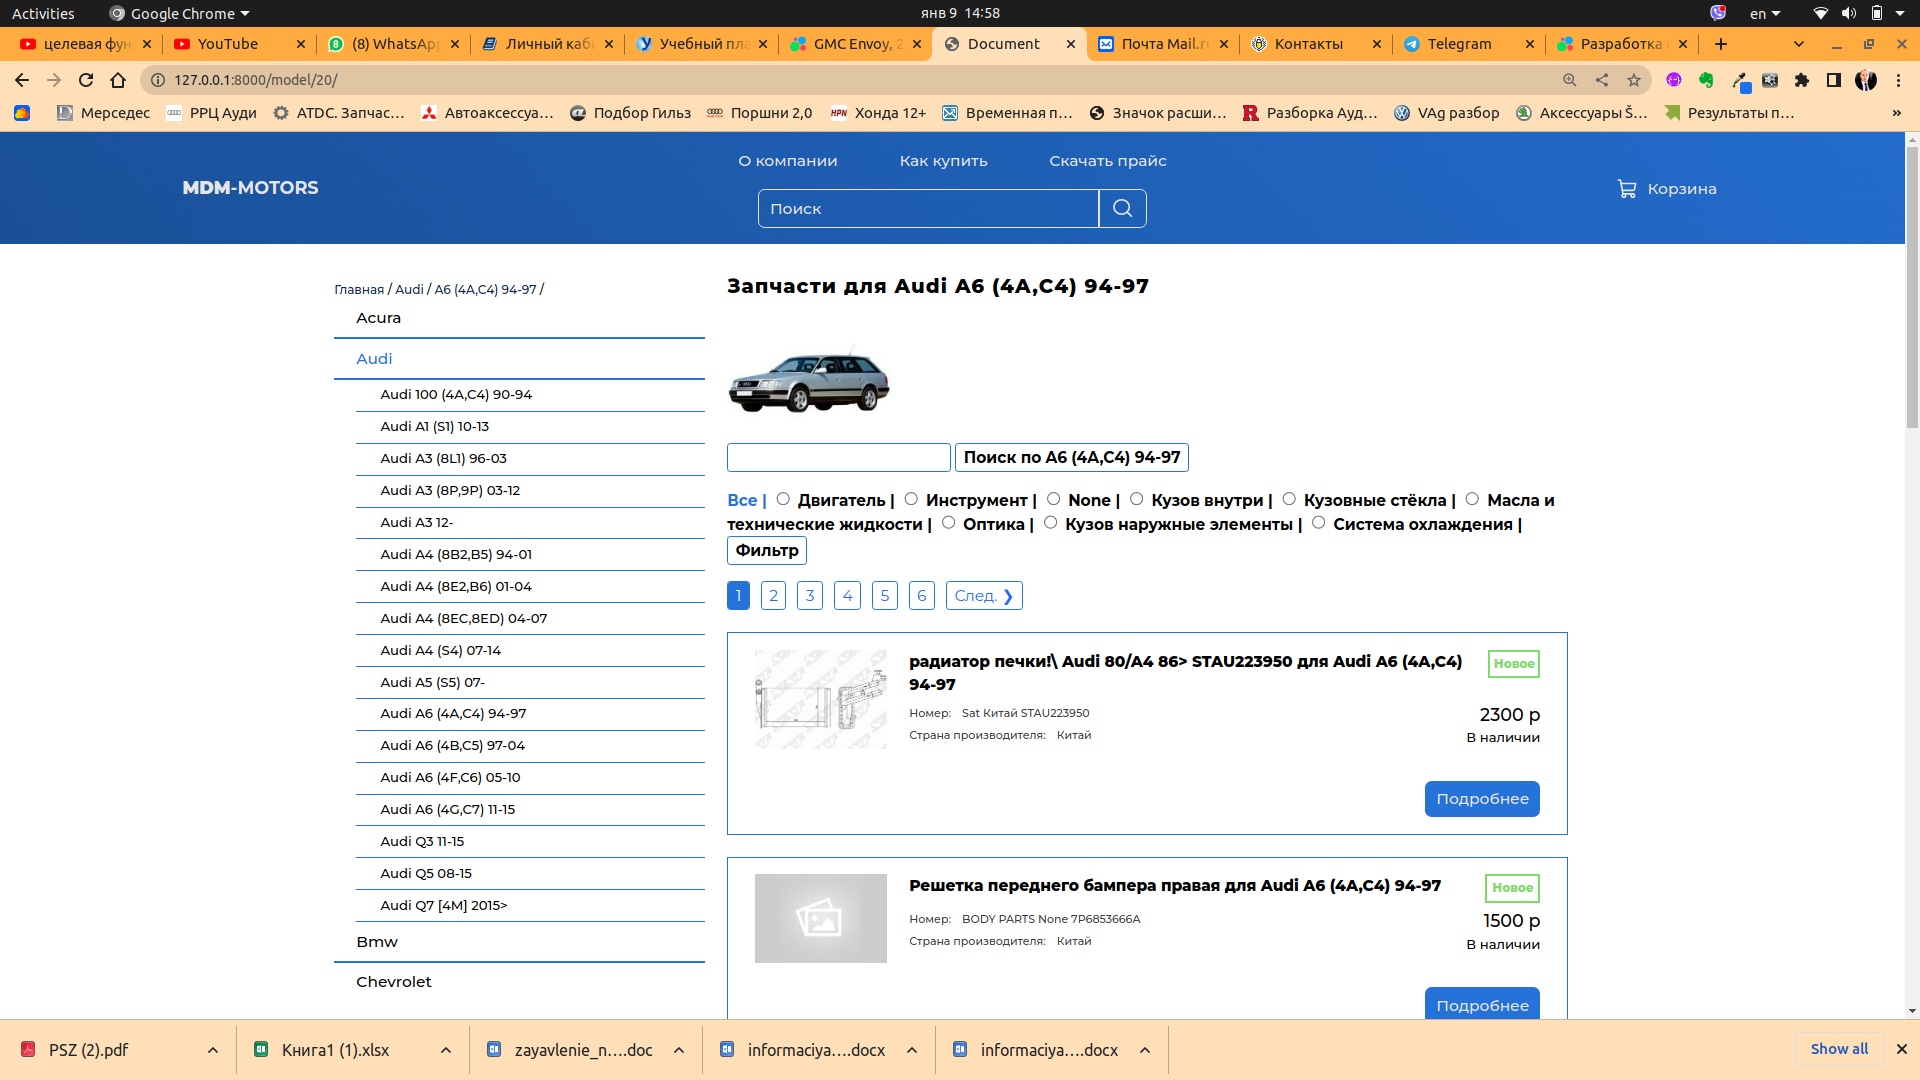 Activities
Google Chrome
янв 9 14:58
en
целевая фун
YouTube
(8) WhatsApp
Личный каби
Учебный пла
GMC Envoy, 2
Document
Почта Mail.ru
Контакты
Telegram
Разработка с
127.0.0.1:8000/model/20/
Мерседес
РРЦ Ауди
ATDC. Запчас...
Автоаксессуа...
Подбор Гильз
Поршни 2,0
Хонда 12+
Временная п...
Значок расши...
Разборка Ауд...
VAg разбор
Аксессуары Š...
Результаты п...
»
О компании
Как купить
Скачать прайс
MDM-MOTORS
Поиск
Корзина
Главная / Audi / A6 (4A,C4) 94-97 /
Acura
Audi
Audi 100 (4A,C4) 90-94
Audi A1 (S1) 10-13
Audi A3 (8L1) 96-03
Audi A3 (8P,9P) 03-12
Audi A3 12-
Audi A4 (8B2,B5) 94-01
Audi A4 (8E2,B6) 01-04
Audi A4 (8EC,8ED) 04-07
Audi A4 (S4) 07-14
Audi A5 (S5) 07-
Audi A6 (4A,C4) 94-97
Audi A6 (4B,C5) 97-04
Audi A6 (4F,C6) 05-10
Audi A6 (4G,C7) 11-15
Audi Q3 11-15
Audi Q5 08-15
Audi Q7 [4M] 2015>
Bmw
Chevrolet
Запчасти для Audi A6 (4A,C4) 94-97
Поиск по A6 (4A,C4) 94-97
Все | Двигатель | Инструмент | None | Кузов внутри | Кузовные стёкла | Масла и
технические жидкости | Оптика | Кузов наружные элементы | Система охлаждения |
Фильтр
1 2 3 4 5 6 След. ❯
радиатор печки!\ Audi 80/A4 86> STAU223950 для Audi A6 (4A,C4)
94-97
Новое
Номер: Sat Китай STAU223950
Страна производителя: Китай
2300 р
В наличии
Подробнее
Решетка переднего бампера правая для Audi A6 (4A,C4) 94-97
Новое
Номер: BODY PARTS None 7P6853666A
Страна производителя: Китай
1500 р
В наличии
Подробнее
PSZ (2).pdf
Книга1 (1).xlsx
zayavlenie_n....doc
informaciya....docx
informaciya....docx
Show all